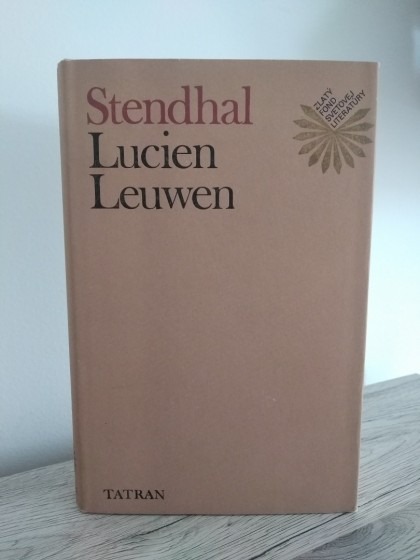 Stendhal
Lucien
Leuwen
ZLATÝ
FOND
SVETOVEJ
LITERATÚRY
TATRAN